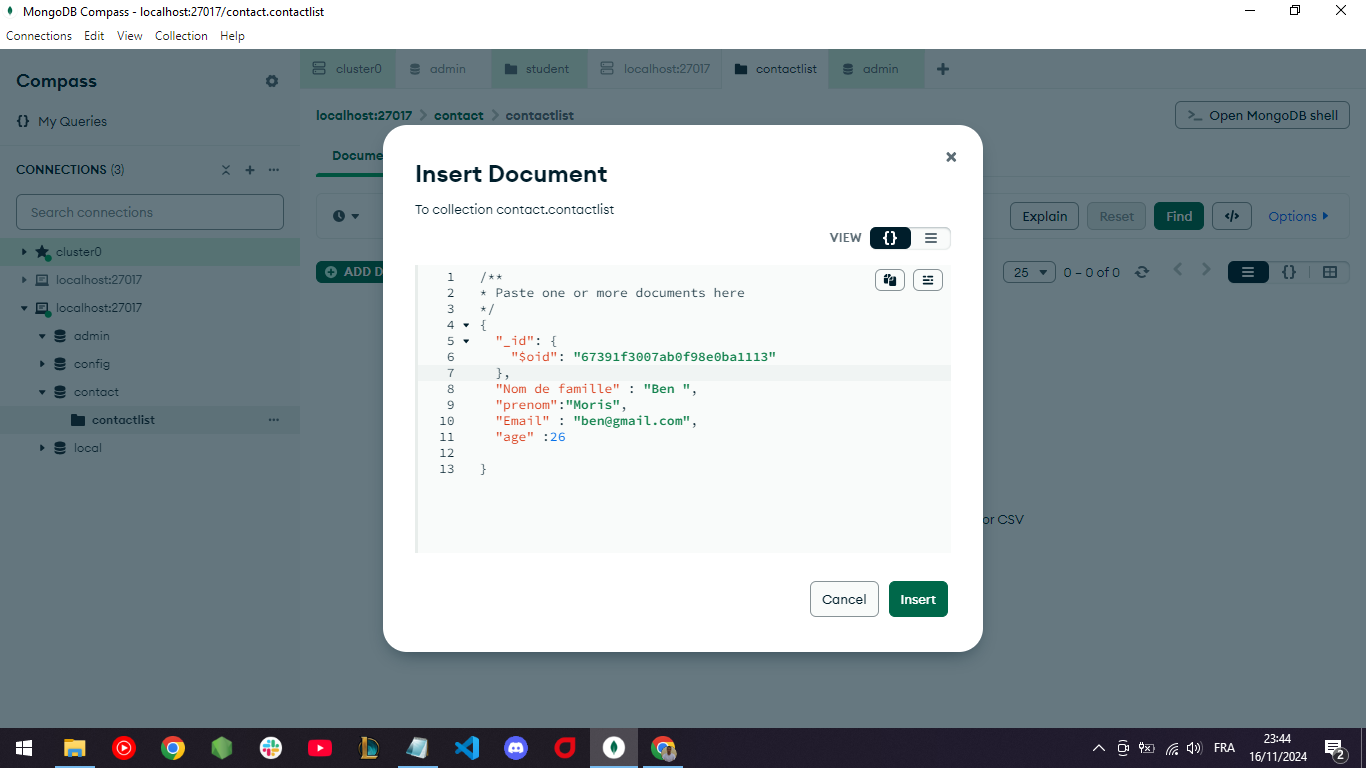 MongoDB Compass - localhost:27017/contact.contactlist
Connections Edit View Collection Help
Compass
{} My Queries
CONNECTIONS (3)
Search connections
cluster0
localhost:27017
localhost:27017
admin
config
contact
contactlist
local
cluster0 admin student localhost:27017 contactlist admin
localhost:27017 > contact > contactlist
>_ Open MongoDB shell
Docume
Explain Reset Find </> Options
ADD D
25 0 – 0 of 0 {}
or CSV
Insert Document
To collection contact.contactlist
VIEW {}
1 /**
2 * Paste one or more documents here
3 */
4 {
5 "_id": {
6 "$oid": "67391f3007ab0f98e0ba1113"
7 },
8 "Nom de famille" : "Ben ",
9 "prenom":"Moris",
10 "Email" : "ben@gmail.com",
11 "age" :26
12
13 }
Cancel Insert
FRA
23:44
16/11/2024
2